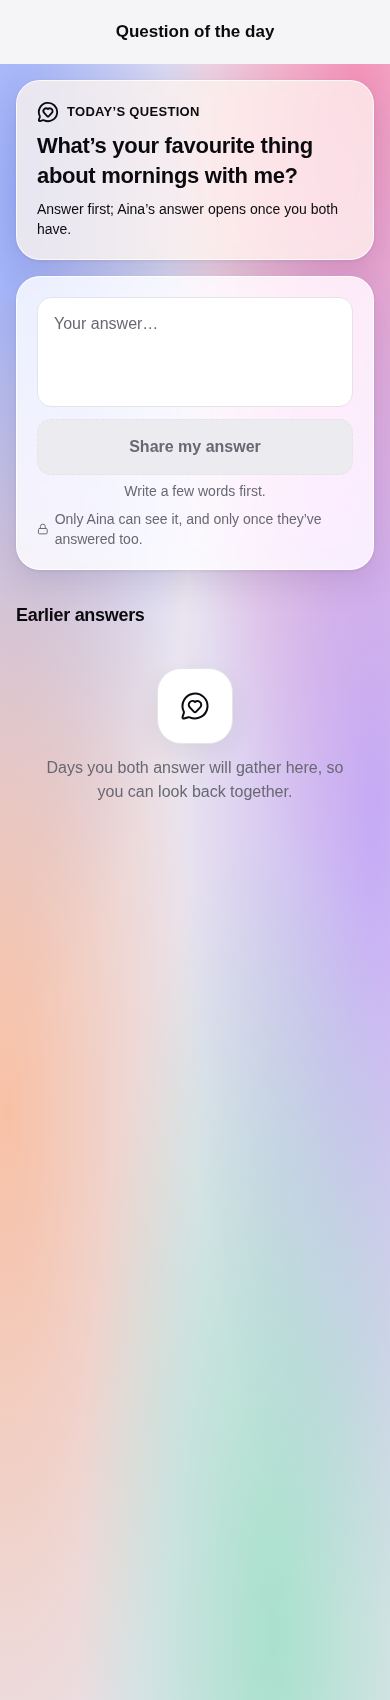 Question of the day
TODAY’S QUESTION
What’s your favourite thing
about mornings with me?
Answer first; Aina’s answer opens once you both
have.
Your answer…
Share my answer
Write a few words first.
Only Aina can see it, and only once they’ve
answered too.
Earlier answers
Days you both answer will gather here, so
you can look back together.